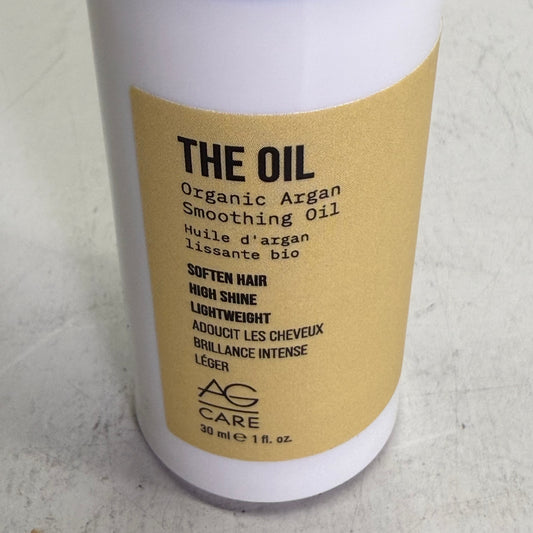 THE OIL
Organic Argan
Smoothing Oil
Huile d'argan
lissante bio
SOFTEN HAIR
HIGH SHINE
LIGHTWEIGHT
ADOUCIT LES CHEVEUX
BRILLANCE INTENSE
LÉGER
AG
CARE
30 ml ℮ 1 fl. oz.